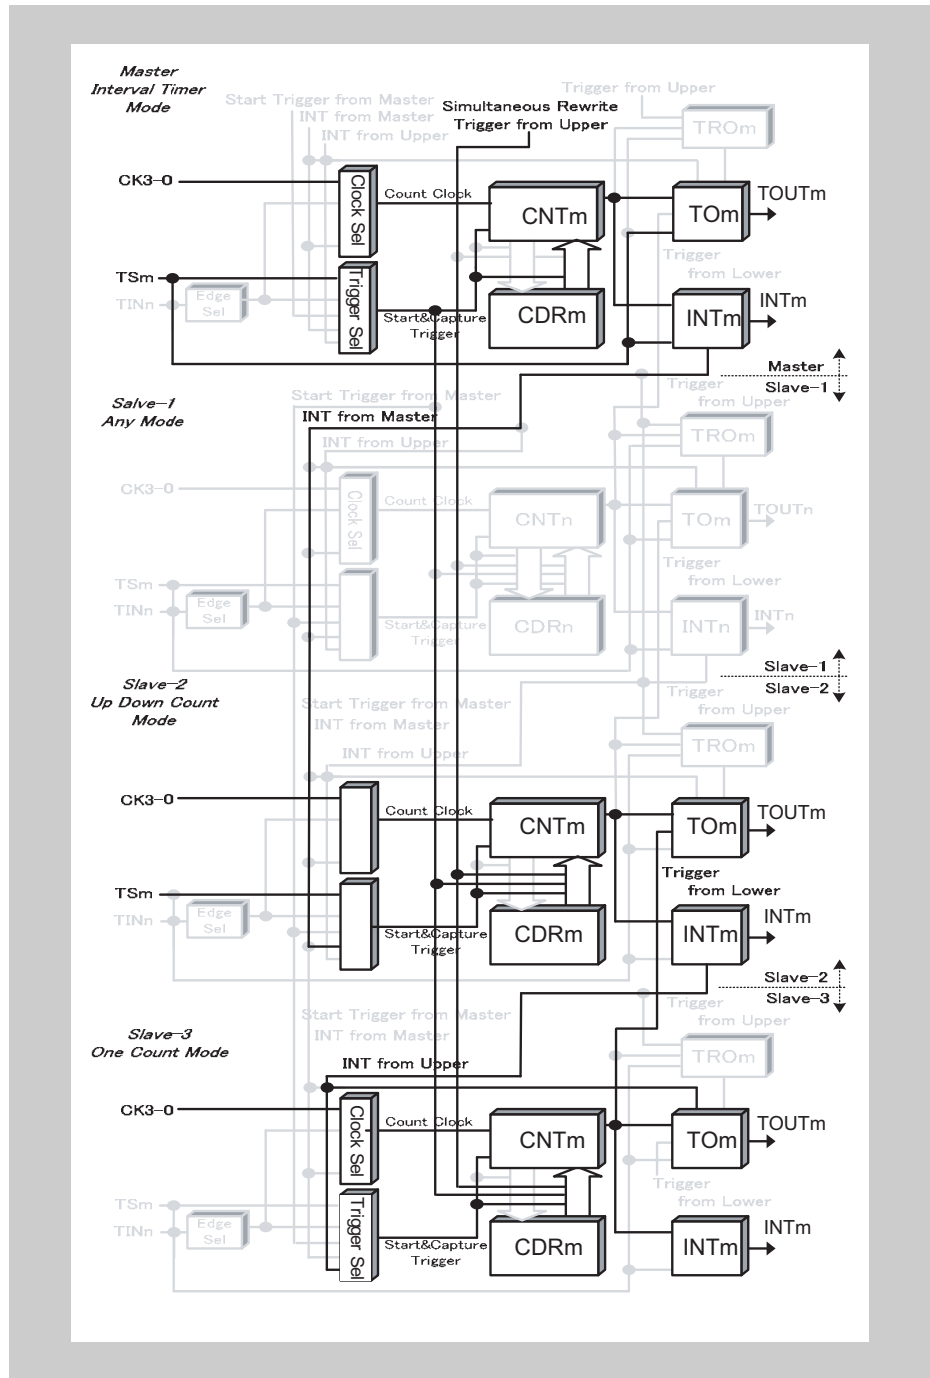 Master
Interval Timer
Mode
Trigger from Upper
Start Trigger from Master
INT from Master
INT from Upper
Simultaneous Rewrite
Trigger from Upper
TROm
CK3-0
Clock Sel
Count Clock
CNTm
TOm
TOUTm
Trigger
from Lower
TSm
TINn
Edge
Sel
Trigger Sel
Start&Capture
Trigger
CDRm
INTm
INTm
Master
Slave-1
Salve-1
Any Mode
Start Trigger from Master
INT from Master
INT from Upper
Trigger
from Upper
TROm
CK3-0
Clock Sel
Count Clock
CNTn
TOm
TOUTn
Trigger
from Lower
TSm
TINn
Edge
Sel
Start&Capture
Trigger
CDRn
INTn
INTn
Slave-1
Slave-2
Slave-2
Up Down Count
Mode
Start Trigger from Master
INT from Master
INT from Upper
Trigger
from Upper
TROm
CK3-0
Count Clock
CNTm
TOm
TOUTm
Trigger
from Lower
TSm
TINn
Edge
Sel
Start&Capture
Trigger
CDRm
INTm
INTm
Slave-2
Slave-3
Slave-3
One Count Mode
Start Trigger from Master
INT from Master
INT from Upper
Trigger
from Upper
TROm
CK3-0
Clock Sel
Count Clock
CNTm
TOm
TOUTm
Trigger
from Lower
TSm
TINn
Edge
Sel
Trigger Sel
Start&Capture
Trigger
CDRm
INTm
INTm